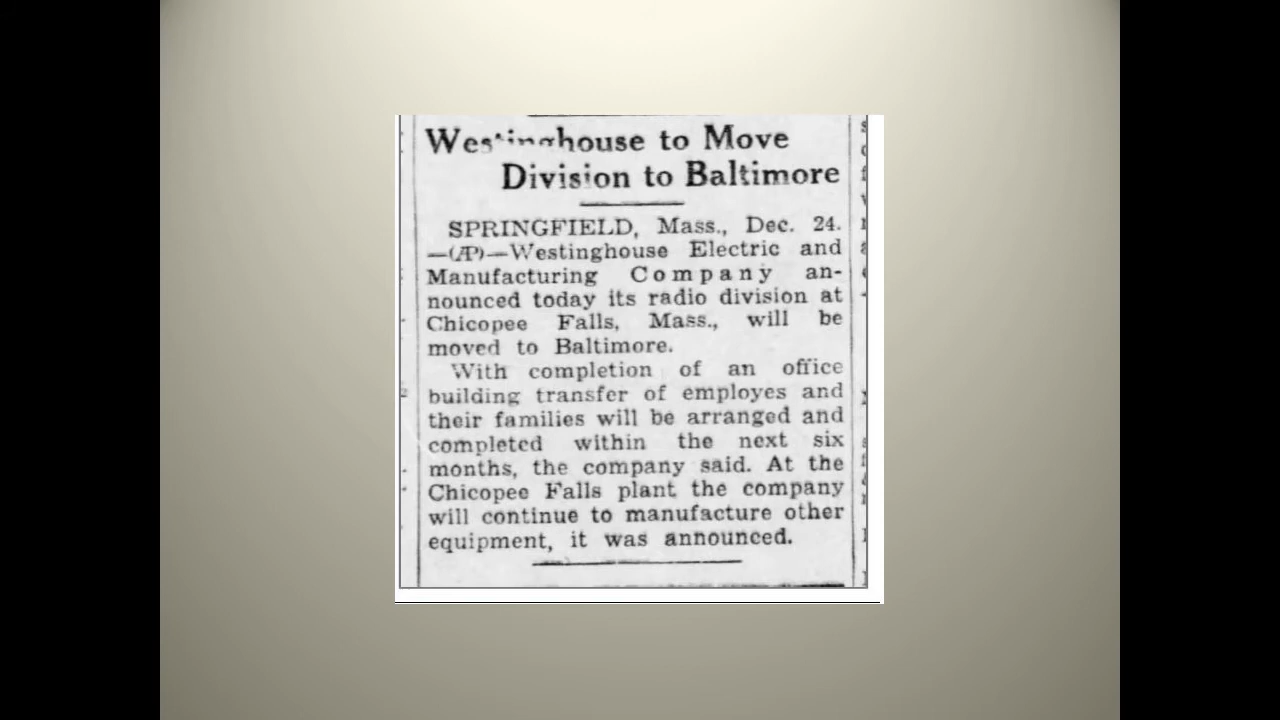 Westinghouse to Move
Division to Baltimore
SPRINGFIELD, Mass., Dec. 24.
—(AP)—Westinghouse Electric and
Manufacturing Company an-
nounced today its radio division at
Chicopee Falls, Mass., will be
moved to Baltimore.
With completion of an office
building transfer of employes and
their families will be arranged and
completed within the next six
months, the company said. At the
Chicopee Falls plant the company
will continue to manufacture other
equipment, it was announced.